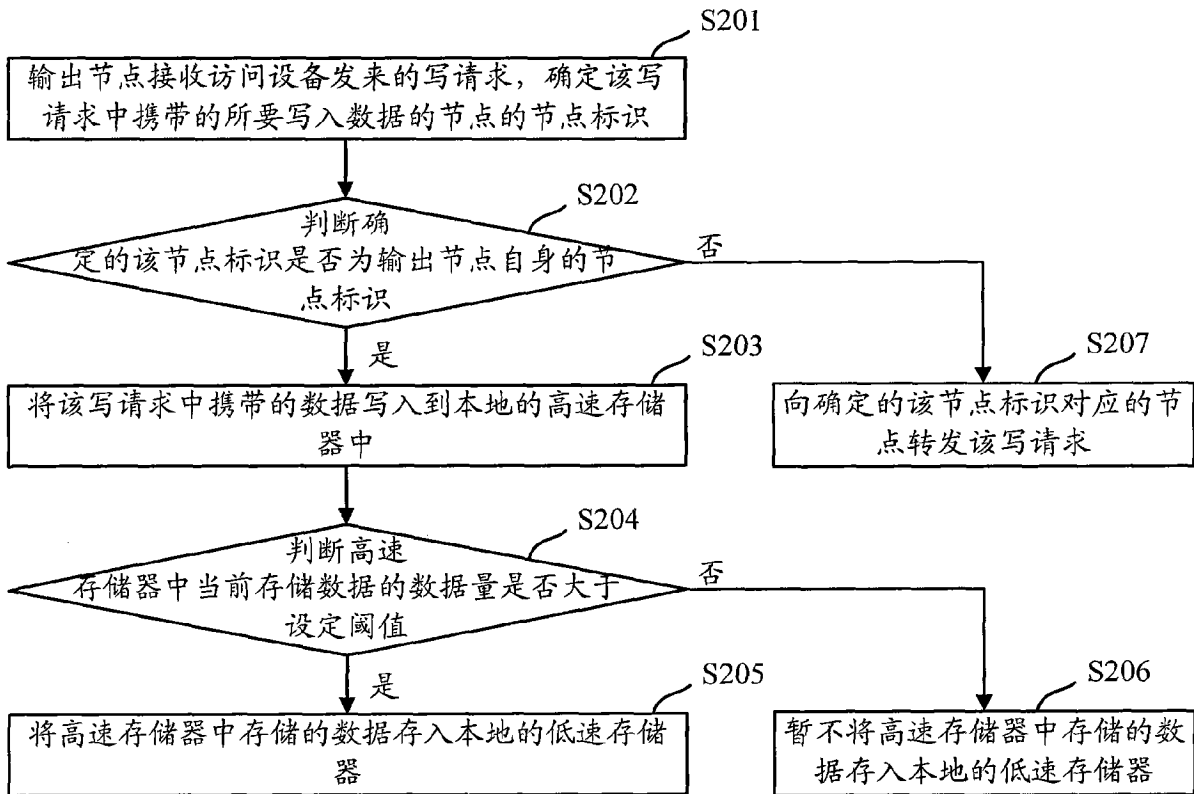 S201
输出节点接收访问设备发来的写请求，确定该写
请求中携带的所要写入数据的节点的节点标识
S202
判断确
定的该节点标识是否为输出节点自身的节
点标识
否
是
S203
将该写请求中携带的数据写入到本地的高速存储
器中
S207
向确定的该节点标识对应的节
点转发该写请求
S204
判断高速
存储器中当前存储数据的数据量是否大于
设定阈值
否
是
S205
将高速存储器中存储的数据存入本地的低速存储
器
S206
暂不将高速存储器中存储的数
据存入本地的低速存储器